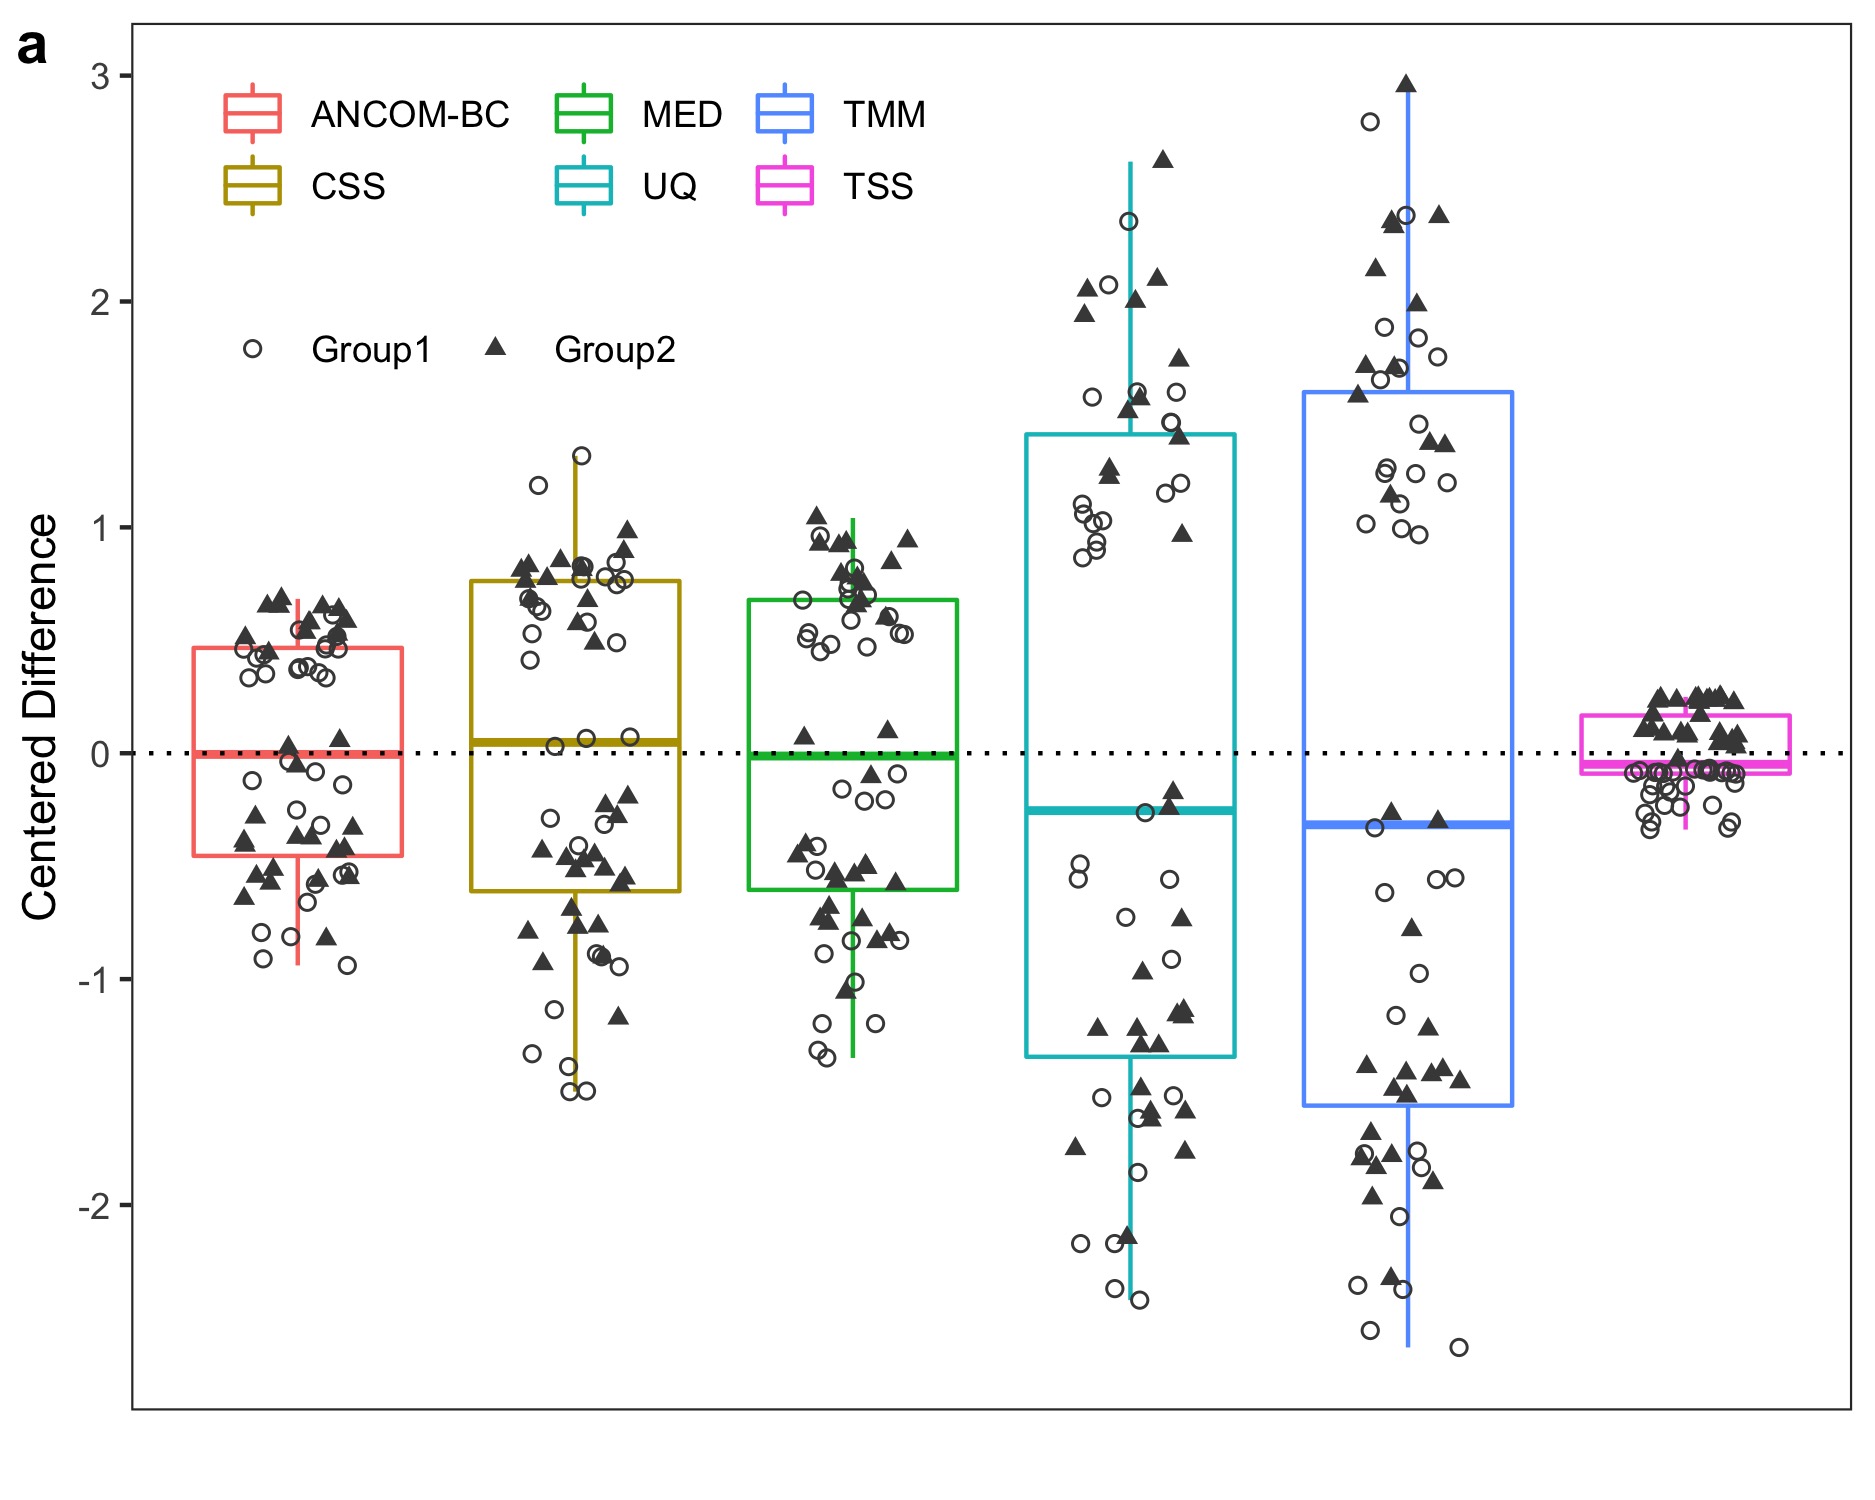 a
3
ANCOM-BC MED TMM
CSS UQ TSS
2
Group1 Group2
1
0
-1
-2
Centered Difference